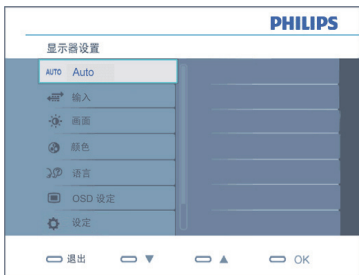 PHILIPS
显示器设置
AUTO Auto
输入
画面
颜色
语言
OSD 设定
设定
退出 ▼ ▲ OK